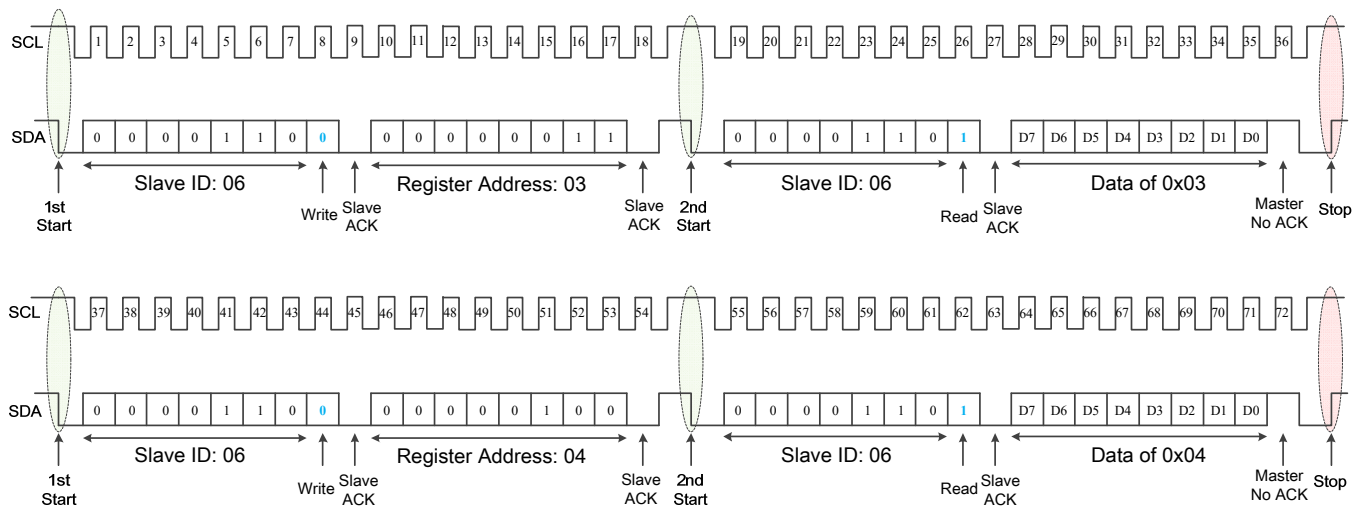 SCL 1 2 3 4 5 6 7 8 9 10 11 12 13 14 15 16 17 18 19 20 21 22 23 24 25 26 27 28 29 30 31 32 33 34 35 36
SDA 0 0 0 0 1 1 0 0 0 0 0 0 0 0 1 1 0 0 0 0 1 1 0 1 D7 D6 D5 D4 D3 D2 D1 D0
Slave ID: 06 Register Address: 03 Slave ID: 06 Data of 0x03
1st Start Write Slave ACK Slave ACK 2nd Start Read Slave ACK Master No ACK Stop
SCL 37 38 39 40 41 42 43 44 45 46 47 48 49 50 51 52 53 54 55 56 57 58 59 60 61 62 63 64 65 66 67 68 69 70 71 72
SDA 0 0 0 0 1 1 0 0 0 0 0 0 0 1 0 0 0 0 0 0 1 1 0 1 D7 D6 D5 D4 D3 D2 D1 D0
Slave ID: 06 Register Address: 04 Slave ID: 06 Data of 0x04
1st Start Write Slave ACK Slave ACK 2nd Start Read Slave ACK Master No ACK Stop